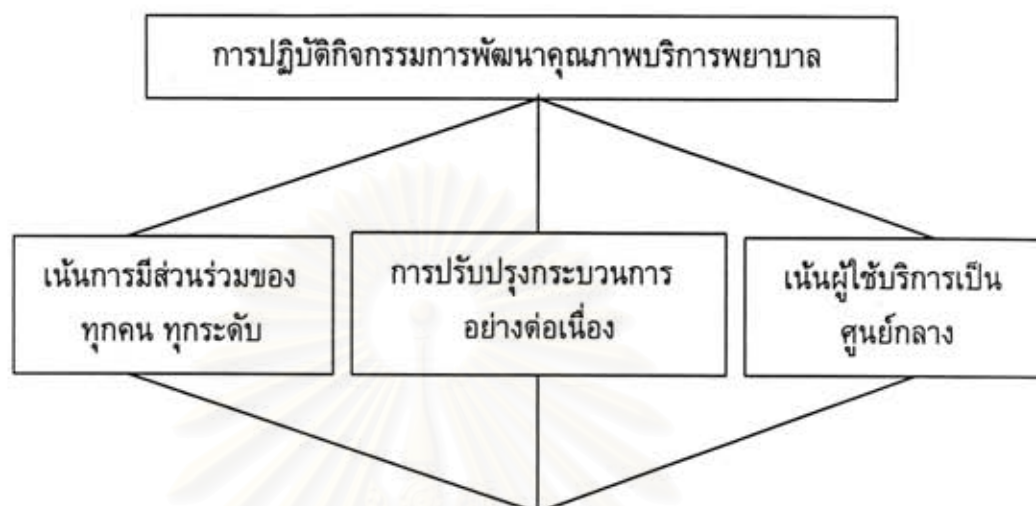 การปฏิบัติกิจกรรมการพัฒนาคุณภาพบริการพยาบาล
เน้นการมีส่วนร่วมของ
ทุกคน ทุกระดับ
การปรับปรุงกระบวนการ
อย่างต่อเนื่อง
เน้นผู้ใช้บริการเป็น
ศูนย์กลาง